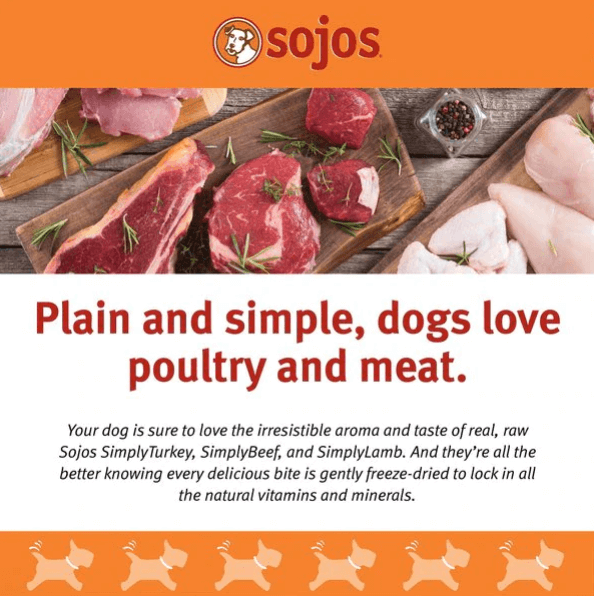 sojos
Plain and simple, dogs love
poultry and meat.
Your dog is sure to love the irresistible aroma and taste of real, raw
Sojos SimplyTurkey, SimplyBeef, and SimplyLamb. And they’re all the
better knowing every delicious bite is gently freeze-dried to lock in all
the natural vitamins and minerals.